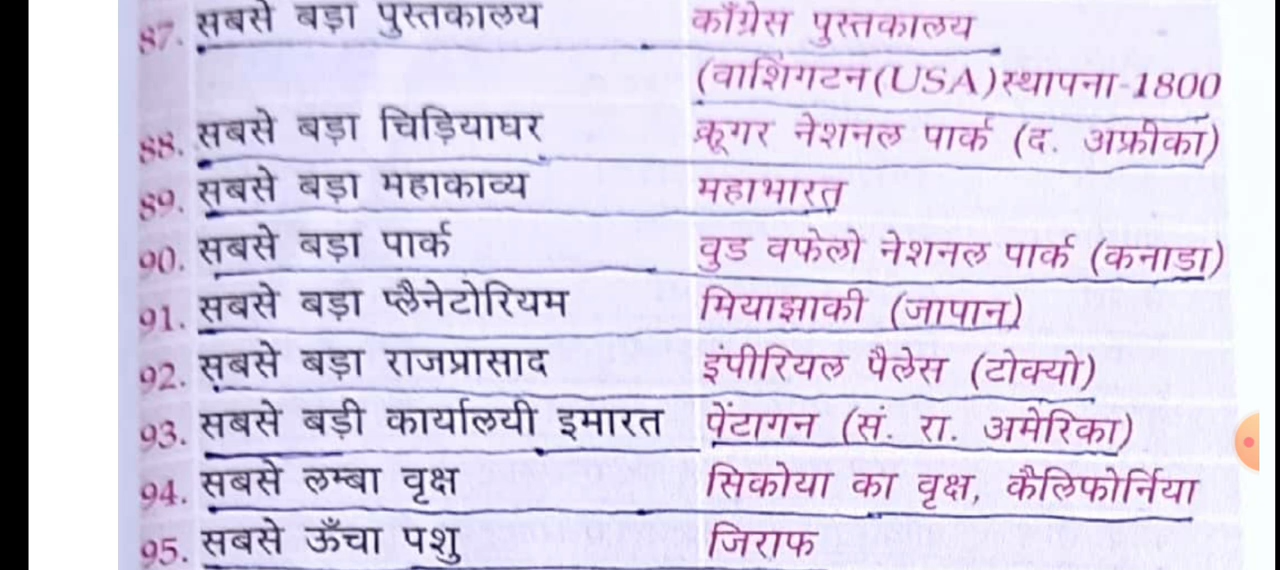 87. सबसे बड़ा पुस्तकालय काँग्रेस पुस्तकालय
(वाशिंगटन(USA)स्थापना-1800
88. सबसे बड़ा चिड़ियाघर क्रूगर नेशनल पार्क (द. अफ्रीका)
89. सबसे बड़ा महाकाव्य महाभारत
90. सबसे बड़ा पार्क वुड वफेलो नेशनल पार्क (कनाडा)
91. सबसे बड़ा प्लैनेटोरियम मियाझाकी (जापान)
92. सबसे बड़ा राजप्रासाद इंपीरियल पैलेस (टोक्यो)
93. सबसे बड़ी कार्यालयी इमारत पेंटागन (सं. रा. अमेरिका)
94. सबसे लम्बा वृक्ष सिकोया का वृक्ष, कैलिफोर्निया
95. सबसे ऊँचा पशु जिराफ